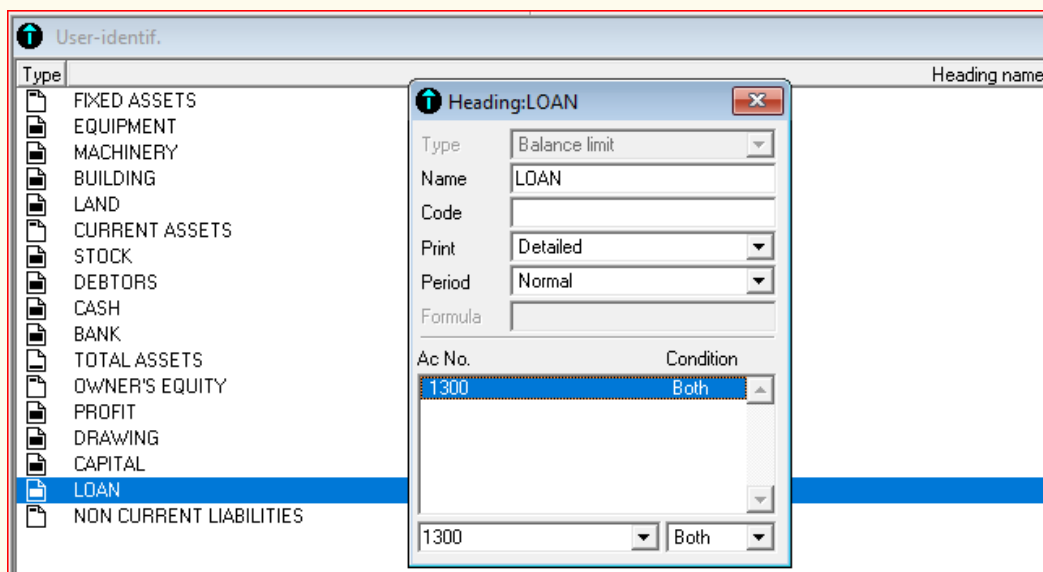 User-identif.
Type Heading name
FIXED ASSETS
EQUIPMENT
MACHINERY
BUILDING
LAND
CURRENT ASSETS
STOCK
DEBTORS
CASH
BANK
TOTAL ASSETS
OWNER'S EQUITY
PROFIT
DRAWING
CAPITAL
LOAN
NON CURRENT LIABILITIES
Heading:LOAN
Type Balance limit
Name LOAN
Code
Print Detailed
Period Normal
Formula
Ac No. Condition
1300 Both
1300 Both